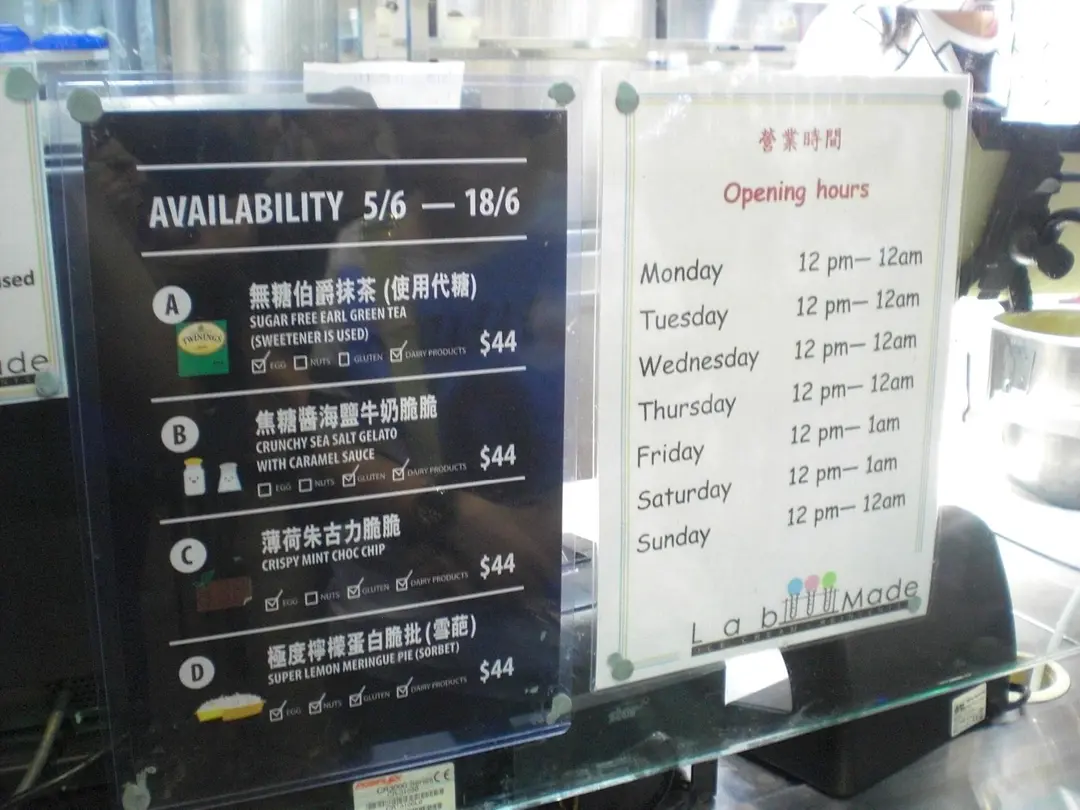 sed
de
AVAILABILITY 5/6 — 18/6
A
無糖伯爵抹茶 (使用代糖)
SUGAR FREE EARL GREEN TEA
(SWEETENER IS USED)
TWININGS
EGG NUTS GLUTEN DAIRY PRODUCTS
$44
B
焦糖醬海鹽牛奶脆脆
CRUNCHY SEA SALT GELATO
WITH CARAMEL SAUCE
EGG NUTS GLUTEN DAIRY PRODUCTS
$44
C
薄荷朱古力脆脆
CRISPY MINT CHOC CHIP
EGG NUTS GLUTEN DAIRY PRODUCTS
$44
D
極度檸檬蛋白脆批 (雪葩)
SUPER LEMON MERINGUE PIE (SORBET)
EGG NUTS GLUTEN DAIRY PRODUCTS
$44
營業時間
Opening hours
Monday 12 pm— 12am
Tuesday 12 pm— 12am
Wednesday 12 pm— 12am
Thursday 12 pm— 12am
Friday 12 pm— 1am
Saturday 12 pm— 1am
Sunday 12 pm— 12am
Lab Made
star